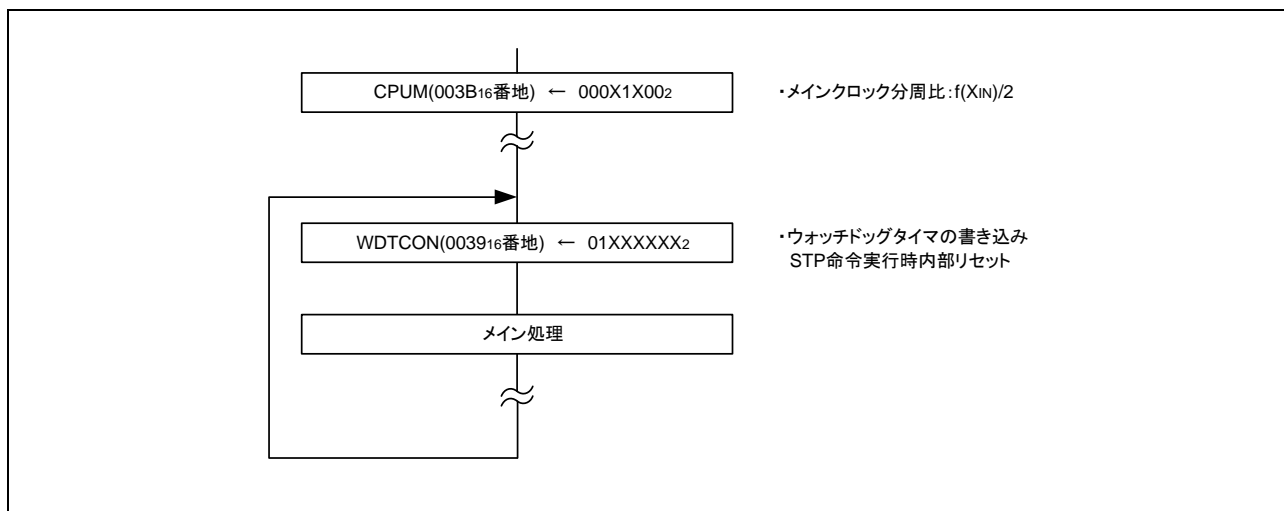 CPUM(003B16番地) ← 000X1X002
・メインクロック分周比:f(XIN)/2
WDTCON(003916番地) ← 01XXXXXX2
・ウォッチドッグタイマの書き込み
STP命令実行時内部リセット
メイン処理